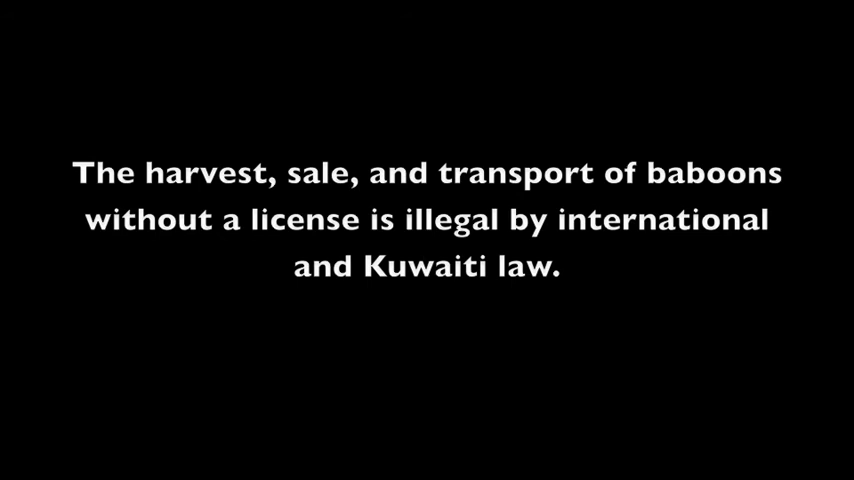 The harvest, sale, and transport of baboons
without a license is illegal by international
and Kuwaiti law.